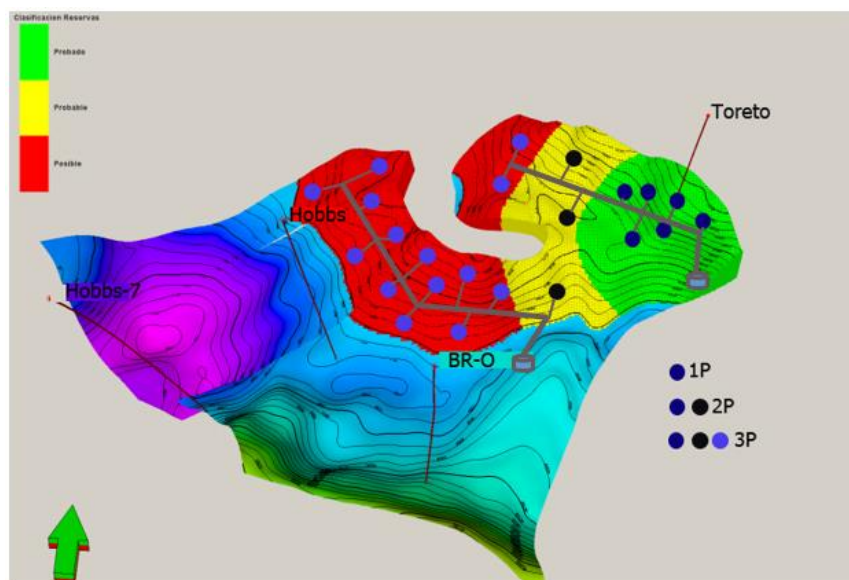 Clasificacion Reservas
Probado
Probable
Posible
Toreto
Hobbs
Hobbs-7
BR-O
1P
2P
3P